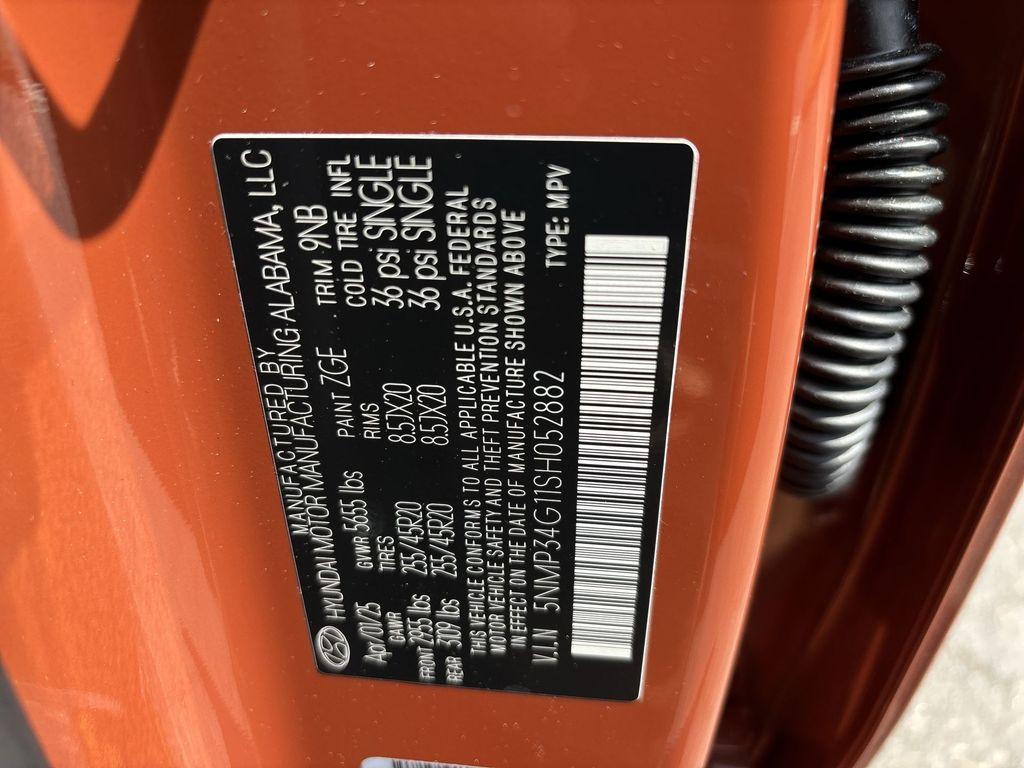 MANUFACTURED BY
HYUNDAI MOTOR MANUFACTURING ALABAMA, LLC
Apr/01/25 GVWR 5655 lbs PAINT ZGE TRIM 9NB
GAWR TIRES RIMS COLD TIRE INFL
FRONT 2955 lbs 255/45R20 8.5JX20 36 psi SINGLE
REAR 3109 lbs 255/45R20 8.5JX20 36 psi SINGLE
THIS VEHICLE CONFORMS TO ALL APPLICABLE U.S.A. FEDERAL
MOTOR VEHICLE SAFETY AND THEFT PREVENTION STANDARDS
IN EFFECT ON THE DATE OF MANUFACTURE SHOWN ABOVE
V.I.N 5NMP34G11SH052882 TYPE: MPV